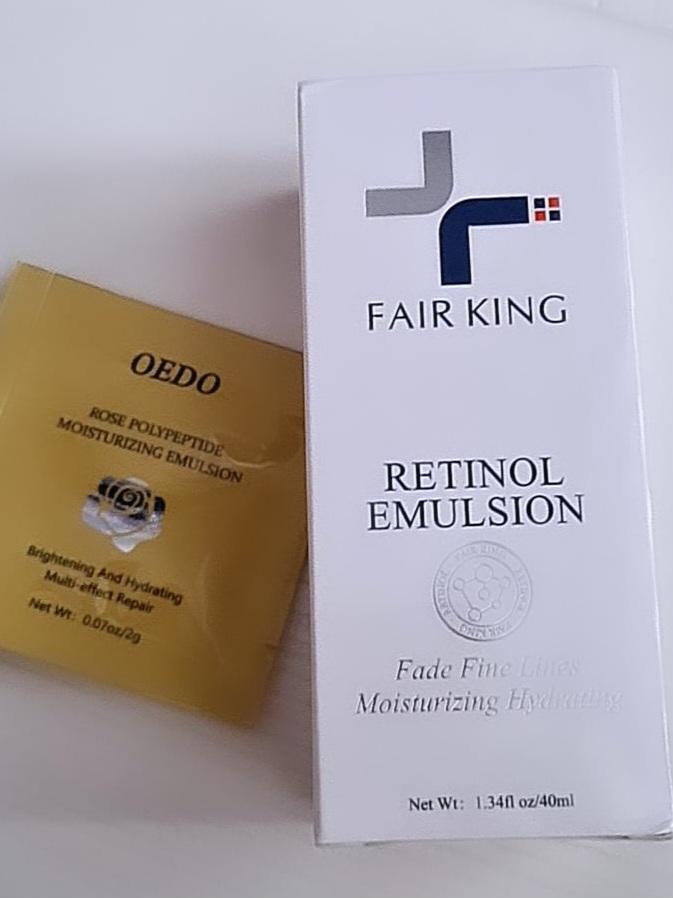 OEDO
ROSE POLYPEPTIDE
MOISTURIZING EMULSION
Brightening And Hydrating
Multi-effect Repair
Net Wt: 0.07oz/2g
FAIR KING
RETINOL
EMULSION
Fade Fine Lines
Moisturizing Hydrating
Net Wt: 1.34fl oz/40ml